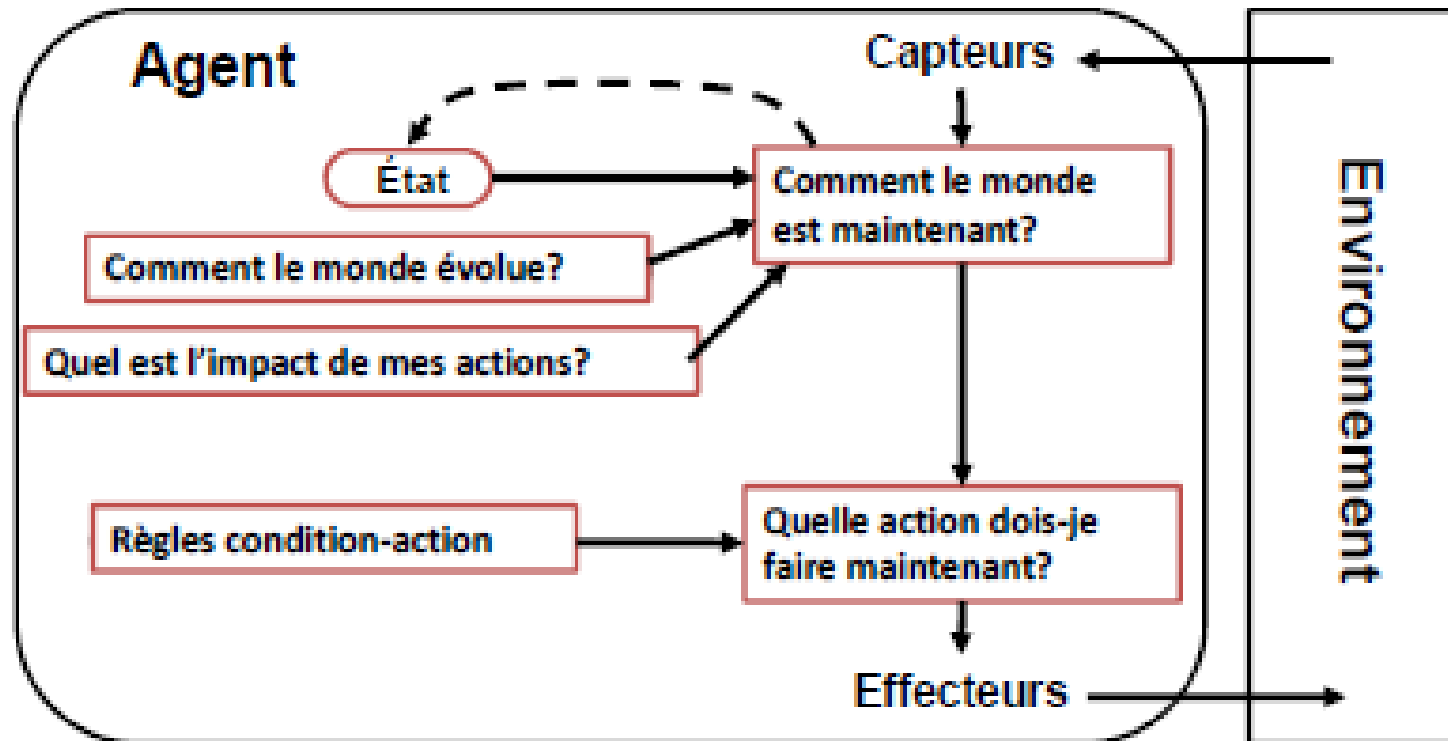 Agent
Capteurs
État
Comment le monde
est maintenant?
Comment le monde évolue?
Quel est l'impact de mes actions?
Règles condition-action
Quelle action dois-je
faire maintenant?
Effecteurs
Environnement